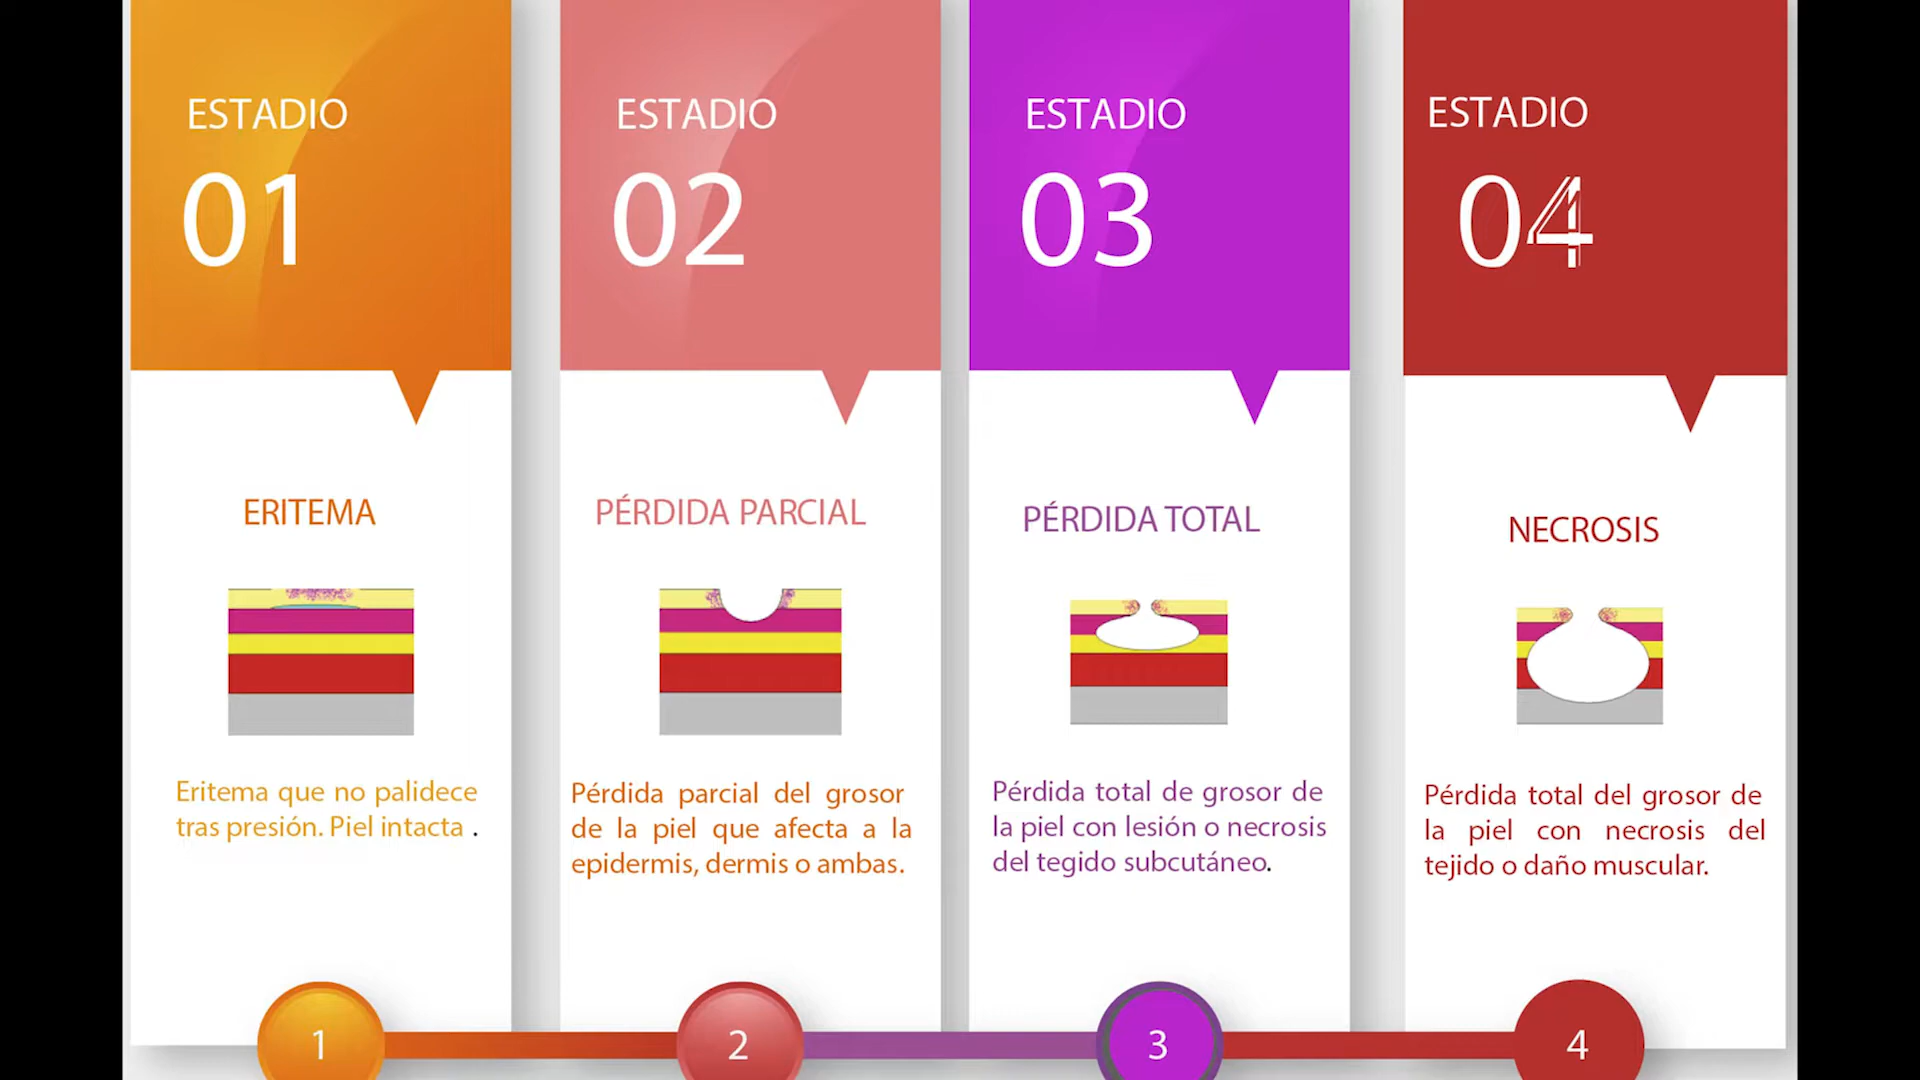 ESTADIO
01
ERITEMA
Eritema que no palidece
tras presión. Piel intacta .
1
ESTADIO
02
PÉRDIDA PARCIAL
Pérdida parcial del grosor
de la piel que afecta a la
epidermis, dermis o ambas.
2
ESTADIO
03
PÉRDIDA TOTAL
Pérdida total de grosor de
la piel con lesión o necrosis
del tegido subcutáneo.
3
ESTADIO
04
NECROSIS
Pérdida total del grosor de
la piel con necrosis del
tejido o daño muscular.
4